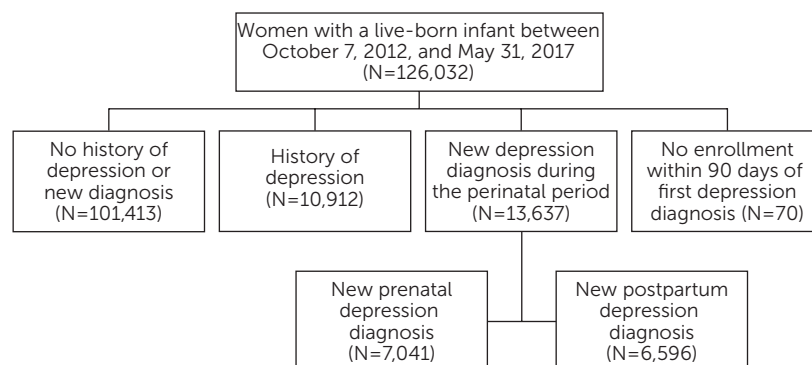 Women with a live-born infant between
October 7, 2012, and May 31, 2017
(N=126,032)
No history of
depression or
new diagnosis
(N=101,413)
History of
depression
(N=10,912)
New depression
diagnosis during
the perinatal period
(N=13,637)
No enrollment
within 90 days of
first depression
diagnosis (N=70)
New prenatal
depression
diagnosis
(N=7,041)
New postpartum
depression
diagnosis
(N=6,596)